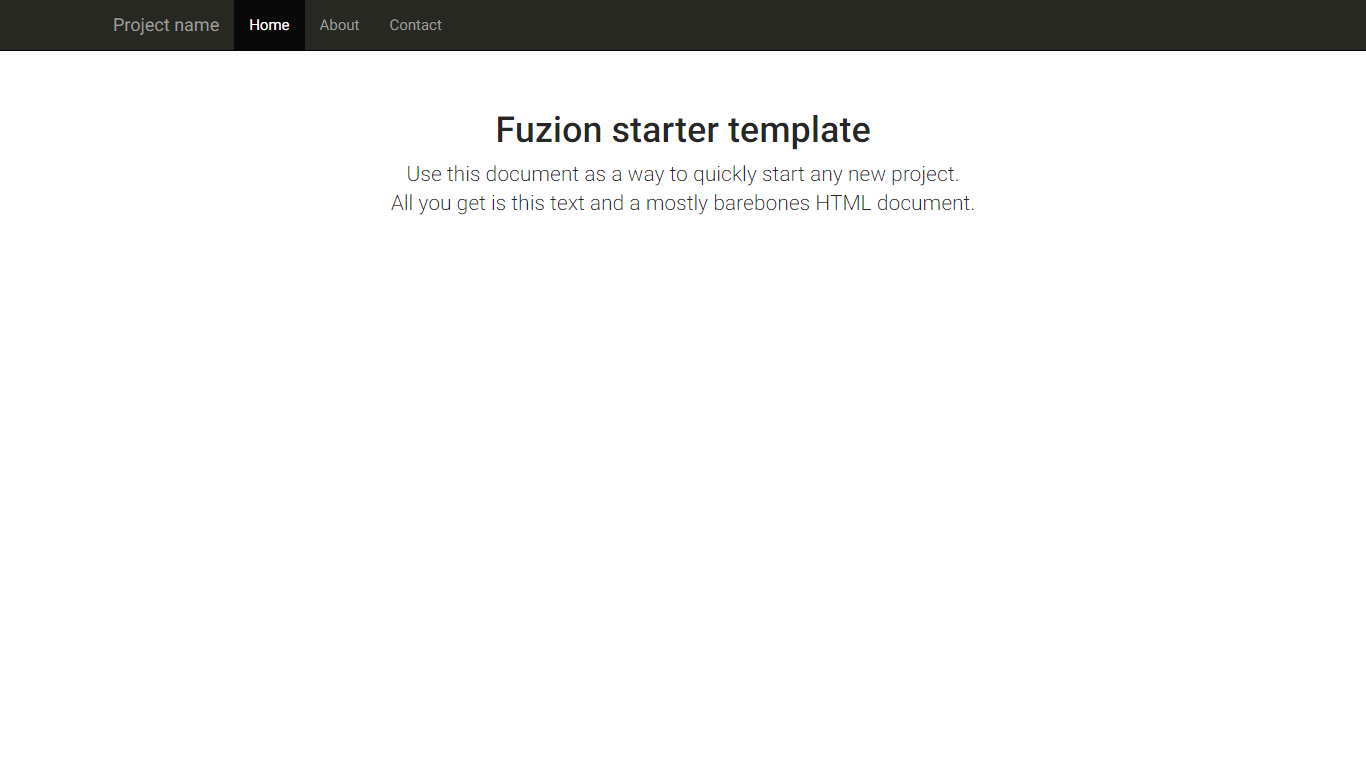 Project name Home About Contact
Fuzion starter template
Use this document as a way to quickly start any new project.
All you get is this text and a mostly barebones HTML document.